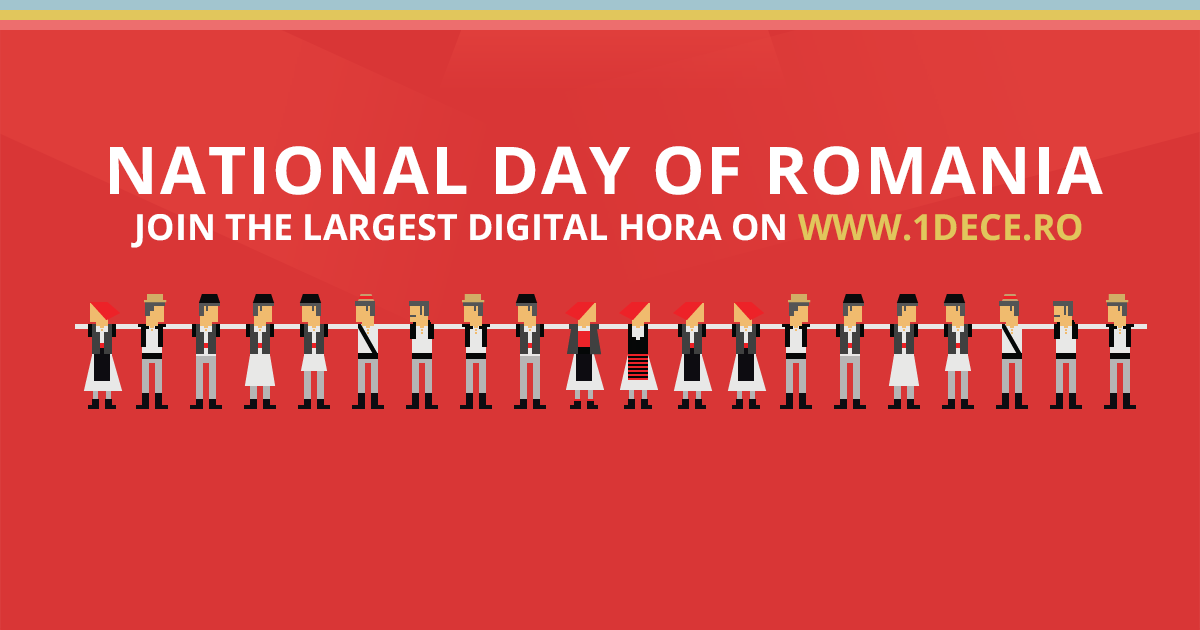 NATIONAL DAY OF ROMANIA
JOIN THE LARGEST DIGITAL HORA ON WWW.1DECE.RO